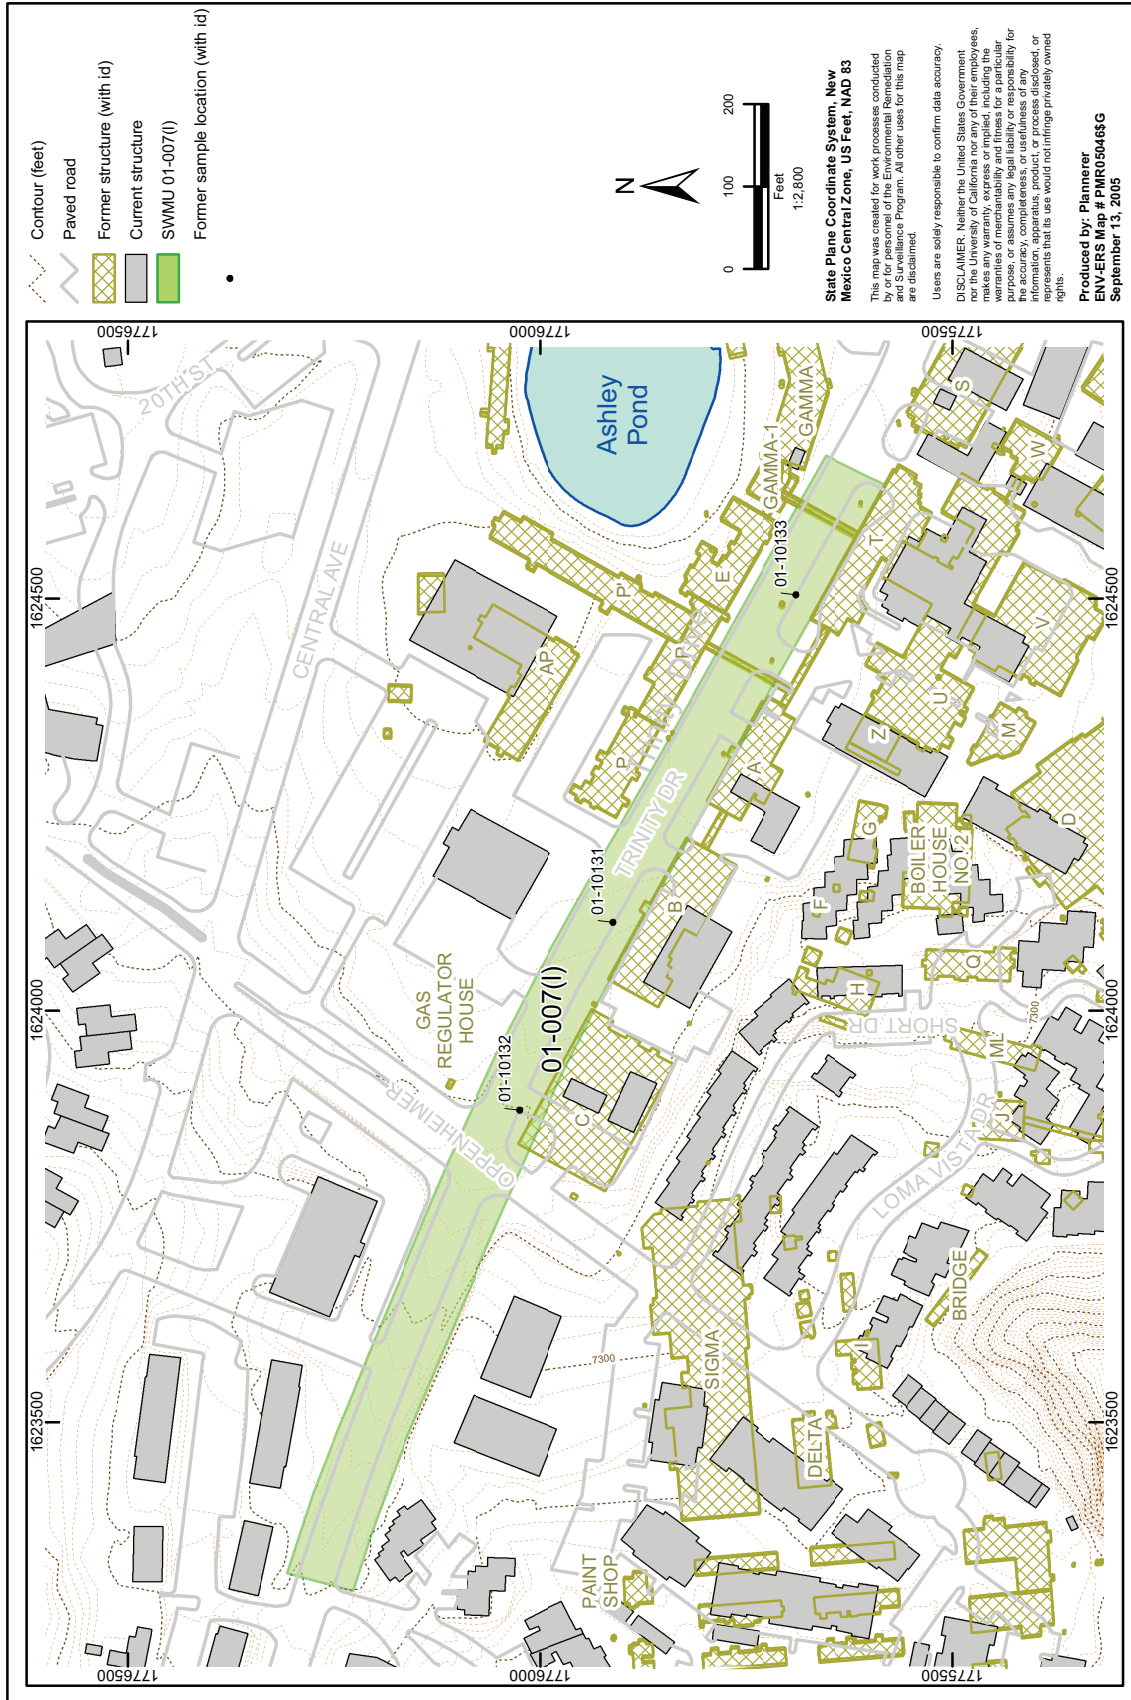 Contour (feet)
Paved road
Former structure (with id)
Current structure
SWMU 01-007(l)
Former sample location (with id)
N
0
100
200
Feet
1:2,800
State Plane Coordinate System, New
Mexico Central Zone, US Feet, NAD 83
This map was created for work processes conducted
by or for personnel of the Environmental Remediation
and Surveillance Program. All other uses for this map
are disclaimed.
Users are solely responsible to confirm data accuracy.
DISCLAIMER: Neither the United States Government
nor the University of California nor any of their employees,
makes any warranty, express or implied, including the
warranties of merchantability and fitness for a particular
purpose, or assumes any legal liability or responsibility for
the accuracy, completeness, or usefulness of any
information, apparatus, product, or process disclosed, or
represents that its use would not infringe privately owned
rights.
Produced by: Plannerer
ENV-ERS Map # PMR05046$G
September 13, 2005
1623500
1624000
1624500
1776500
1776500
1776000
1776000
1775500
1775500
1623500
1624000
1624500
20TH ST
CENTRAL AVE
Ashley
Pond
GAS
REGULATOR
HOUSE
OPPENHEIMER
01-10132
01-007(l)
01-10131
TRINITY DR
Trinity Drive
01-10133
AP
P'
P
P
E
GAMMA-1
GAMMA
C
B
A
T
S
W
V
U
Z
M
D
G
F
BOILER
HOUSE
NO. 2
H
Q
SHORT DR
ML
7300
J
LOMA VISTA DR
BRIDGE
I
7300
SIGMA
DELTA
PAINT
SHOP